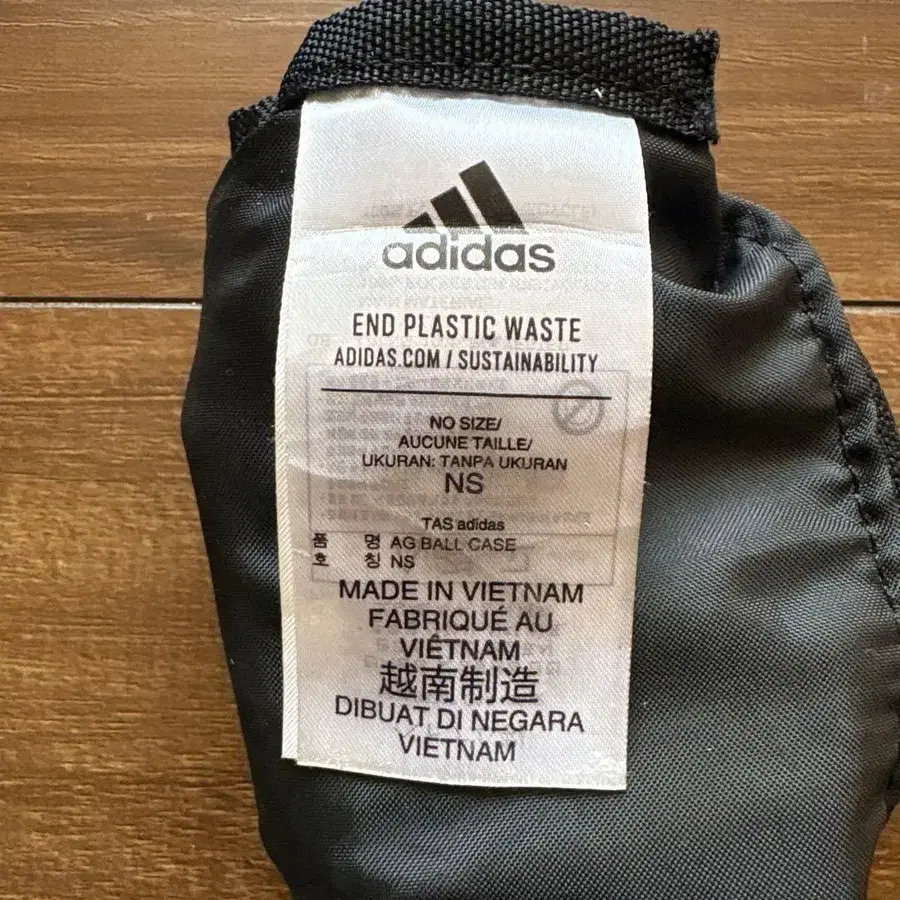 adidas
END PLASTIC WASTE
ADIDAS.COM / SUSTAINABILITY
NO SIZE/
AUCUNE TAILLE/
UKURAN: TANPA UKURAN
NS
TAS adidas
품 명 AG BALL CASE
호 칭 NS
MADE IN VIETNAM
FABRIQUÉ AU
VIÊTNAM
越南制造
DIBUAT DI NEGARA
VIETNAM